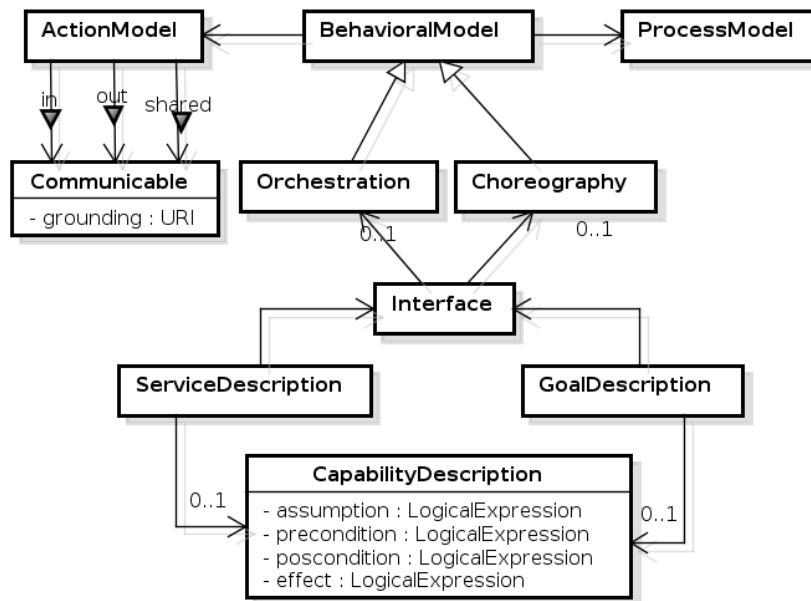 ActionModel
BehavioralModel
ProcessModel
in
out
shared
Communicable
- grounding : URI
Orchestration
Choreography
0..1
0..1
Interface
ServiceDescription
GoalDescription
CapabilityDescription
0..1
0..1
- assumption : LogicalExpression
- precondition : LogicalExpression
- poscondition : LogicalExpression
- effect : LogicalExpression